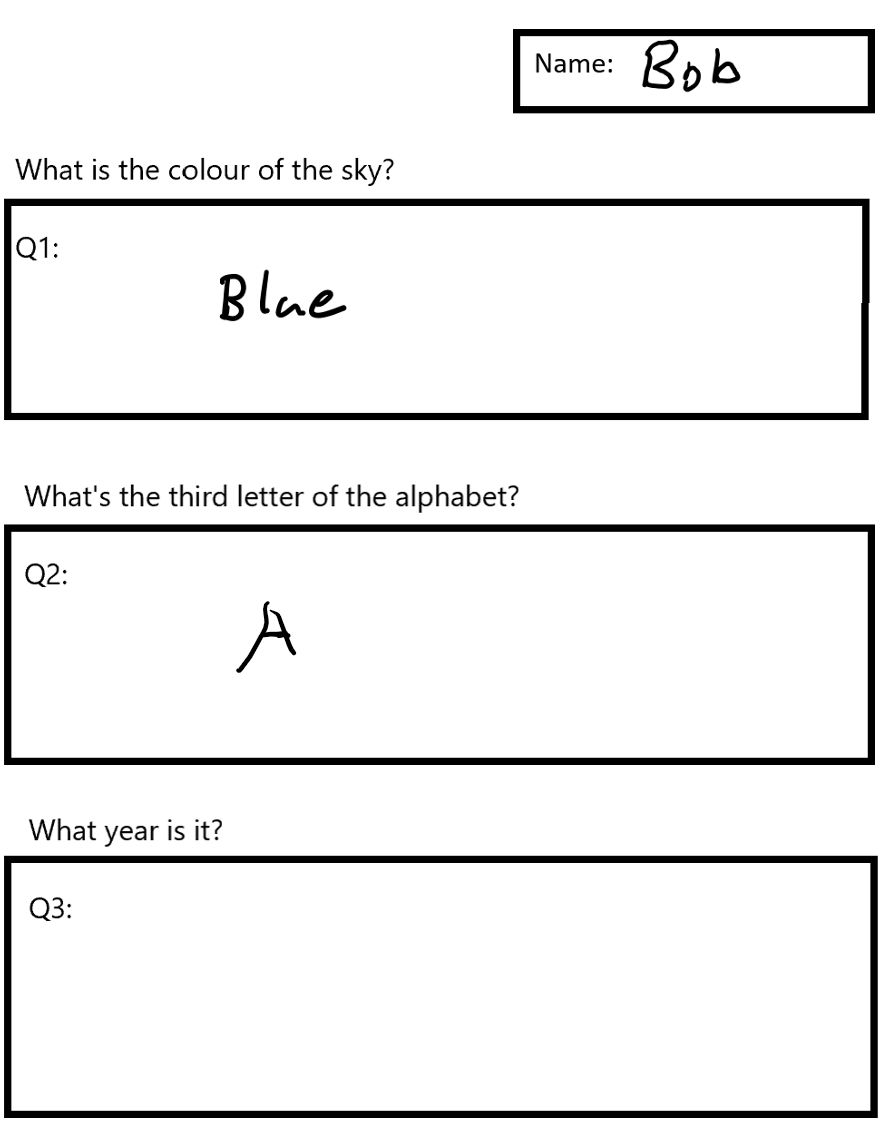 Name: Bob
What is the colour of the sky?
Q1:
Blue
What's the third letter of the alphabet?
Q2:
A
What year is it?
Q3: